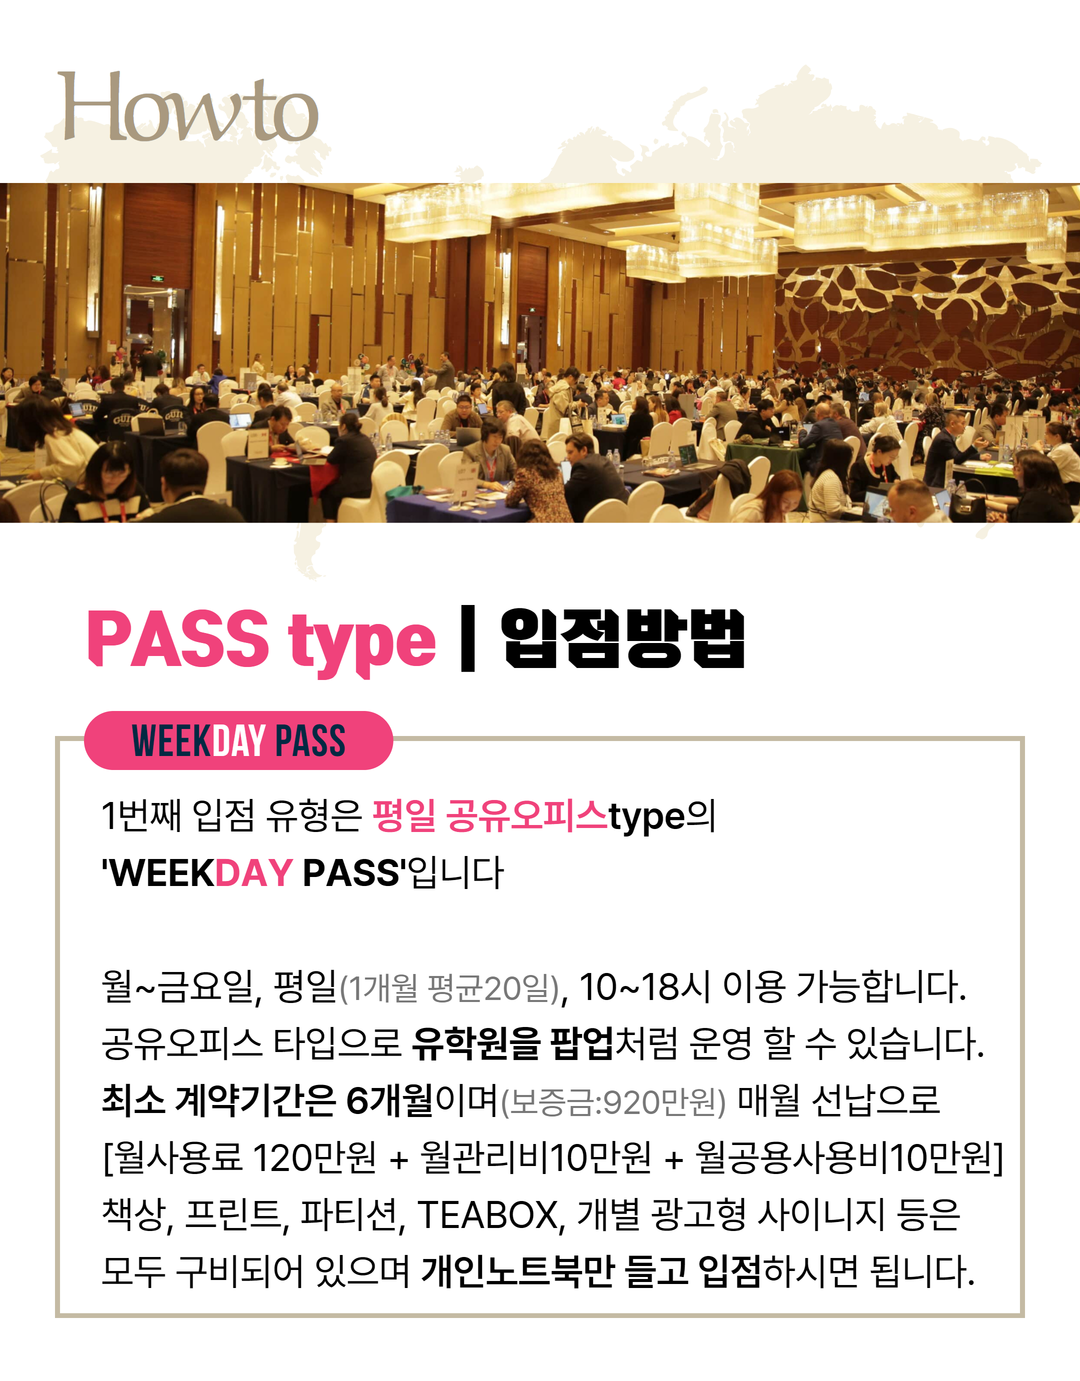 Howto
PASS type | 입점방법
WEEKDAY PASS
1번째 입점 유형은 평일 공유오피스type의
'WEEKDAY PASS'입니다
월~금요일, 평일(1개월 평균20일), 10~18시 이용 가능합니다.
공유오피스 타입으로 유학원을 팝업처럼 운영 할 수 있습니다.
최소 계약기간은 6개월이며(보증금:920만원) 매월 선납으로
[월사용료 120만원 + 월관리비10만원 + 월공용사용비10만원]
책상, 프린트, 파티션, TEABOX, 개별 광고형 사이니지 등은
모두 구비되어 있으며 개인노트북만 들고 입점하시면 됩니다.